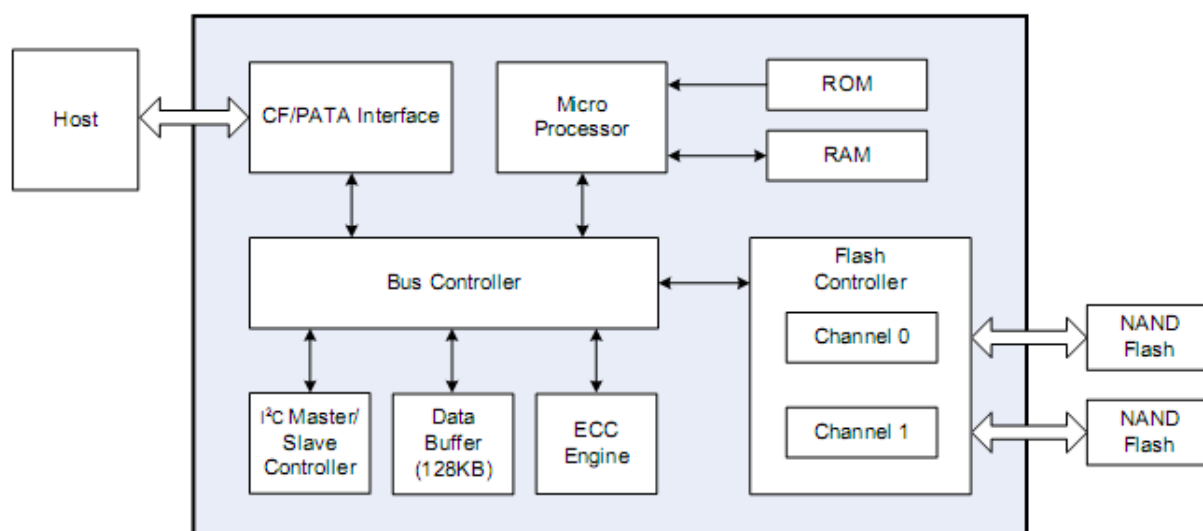 Host
CF/PATA Interface
Micro
Processor
ROM
RAM
Bus Controller
Flash
Controller
Channel 0
Channel 1
NAND
Flash
NAND
Flash
I²C Master/
Slave
Controller
Data
Buffer
(128KB)
ECC
Engine